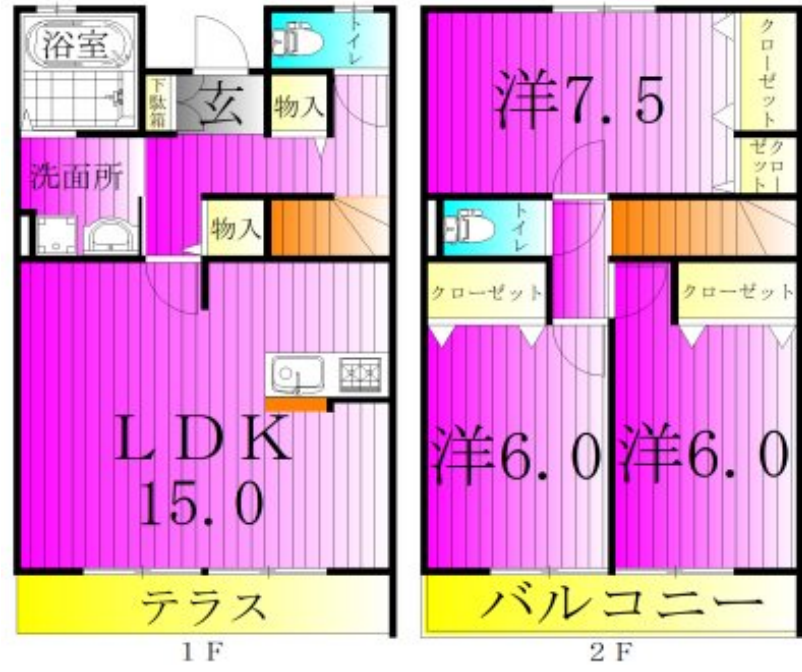 浴室
トイレ
下駄箱
玄
物入
洗面所
物入
LDK
15.0
テラス
1F
洋7.5
クローゼット
クローゼット
トイレ
クローゼット
クローゼット
洋6.0
洋6.0
バルコニー
2F